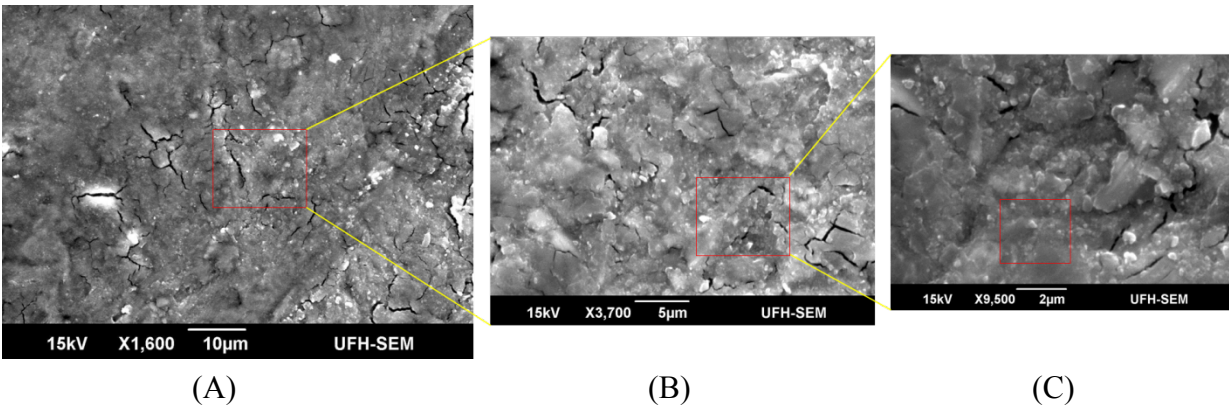 15kV X1,600 10µm UFH-SEM
15kV X3,700 5µm UFH-SEM
15kV X9,500 2µm UFH-SEM
(A) (B) (C)